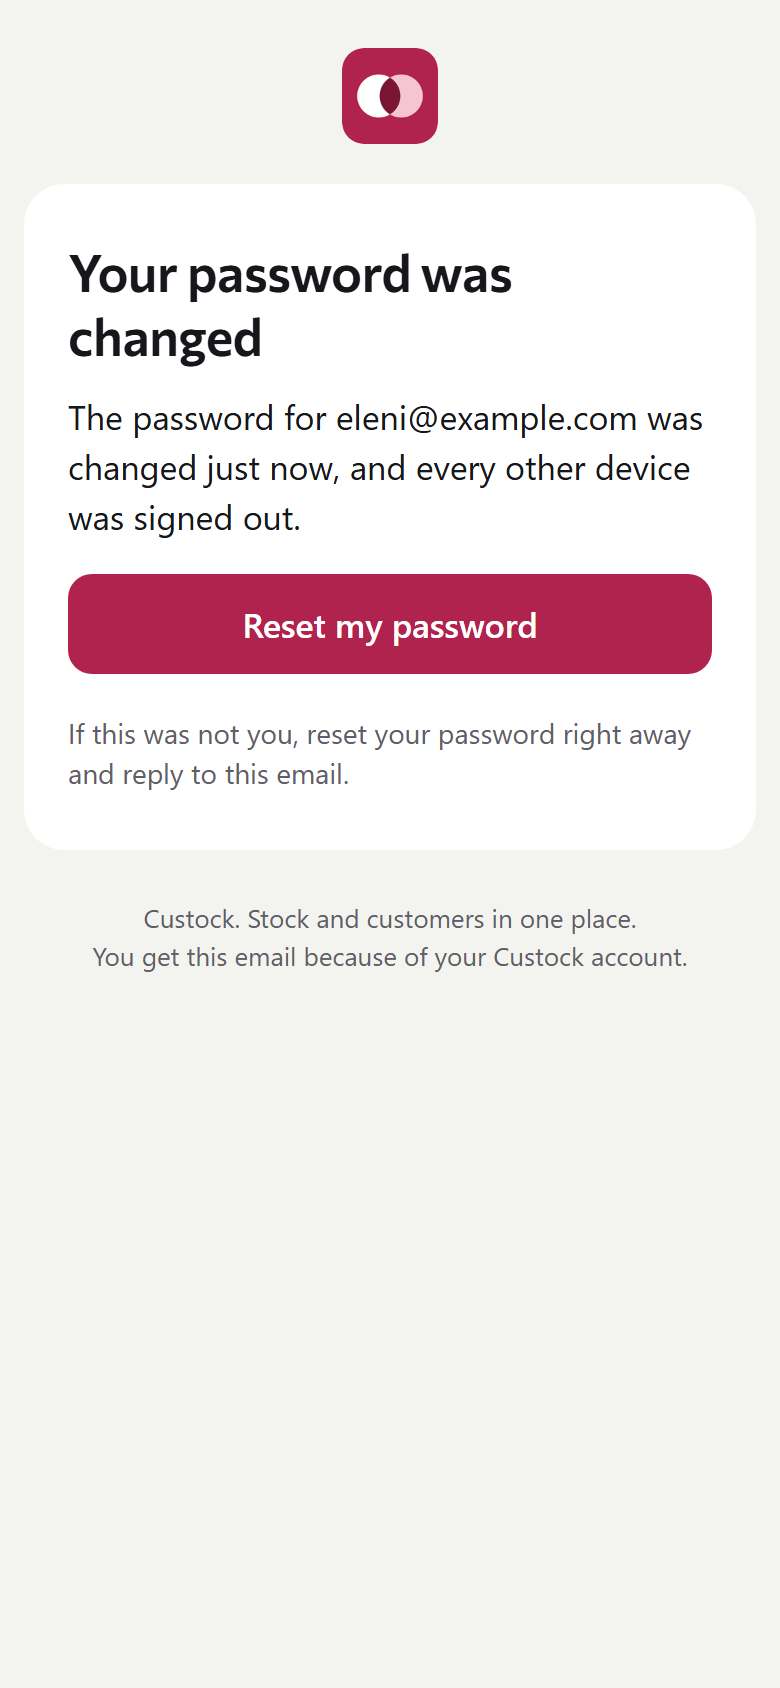 Your password was
changed
The password for eleni@example.com was
changed just now, and every other device
was signed out.
Reset my password
If this was not you, reset your password right away
and reply to this email.
Custock. Stock and customers in one place.
You get this email because of your Custock account.